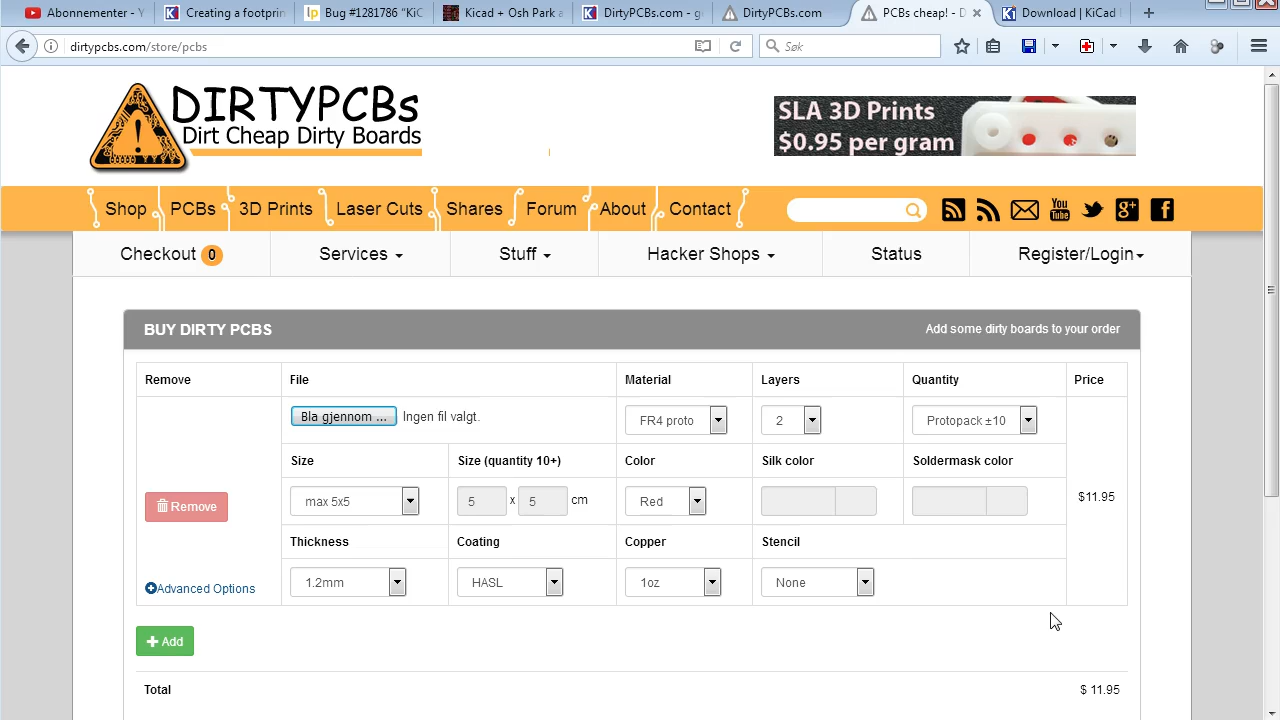 Abonnementer - Y
Creating a footprin
Bug #1281786 “KiC
Kicad + Osh Park a
DirtyPCBs.com - g
DirtyPCBs.com
PCBs cheap! - D
Download | KiCad
dirtypcbs.com/store/pcbs
Søk
DIRTYPCBs
Dirt Cheap Dirty Boards
SLA 3D Prints
$0.95 per gram
Shop PCBs 3D Prints Laser Cuts Shares Forum About Contact
You Tube
Checkout 0 Services Stuff Hacker Shops Status Register/Login
BUY DIRTY PCBS
Add some dirty boards to your order
Remove File Material Layers Quantity Price
Bla gjennom ... Ingen fil valgt. FR4 proto 2 Protopack ±10
Size Size (quantity 10+) Color Silk color Soldermask color
Remove max 5x5 5 x 5 cm Red $11.95
Thickness Coating Copper Stencil
Advanced Options 1.2mm HASL 1oz None
Add
Total $ 11.95